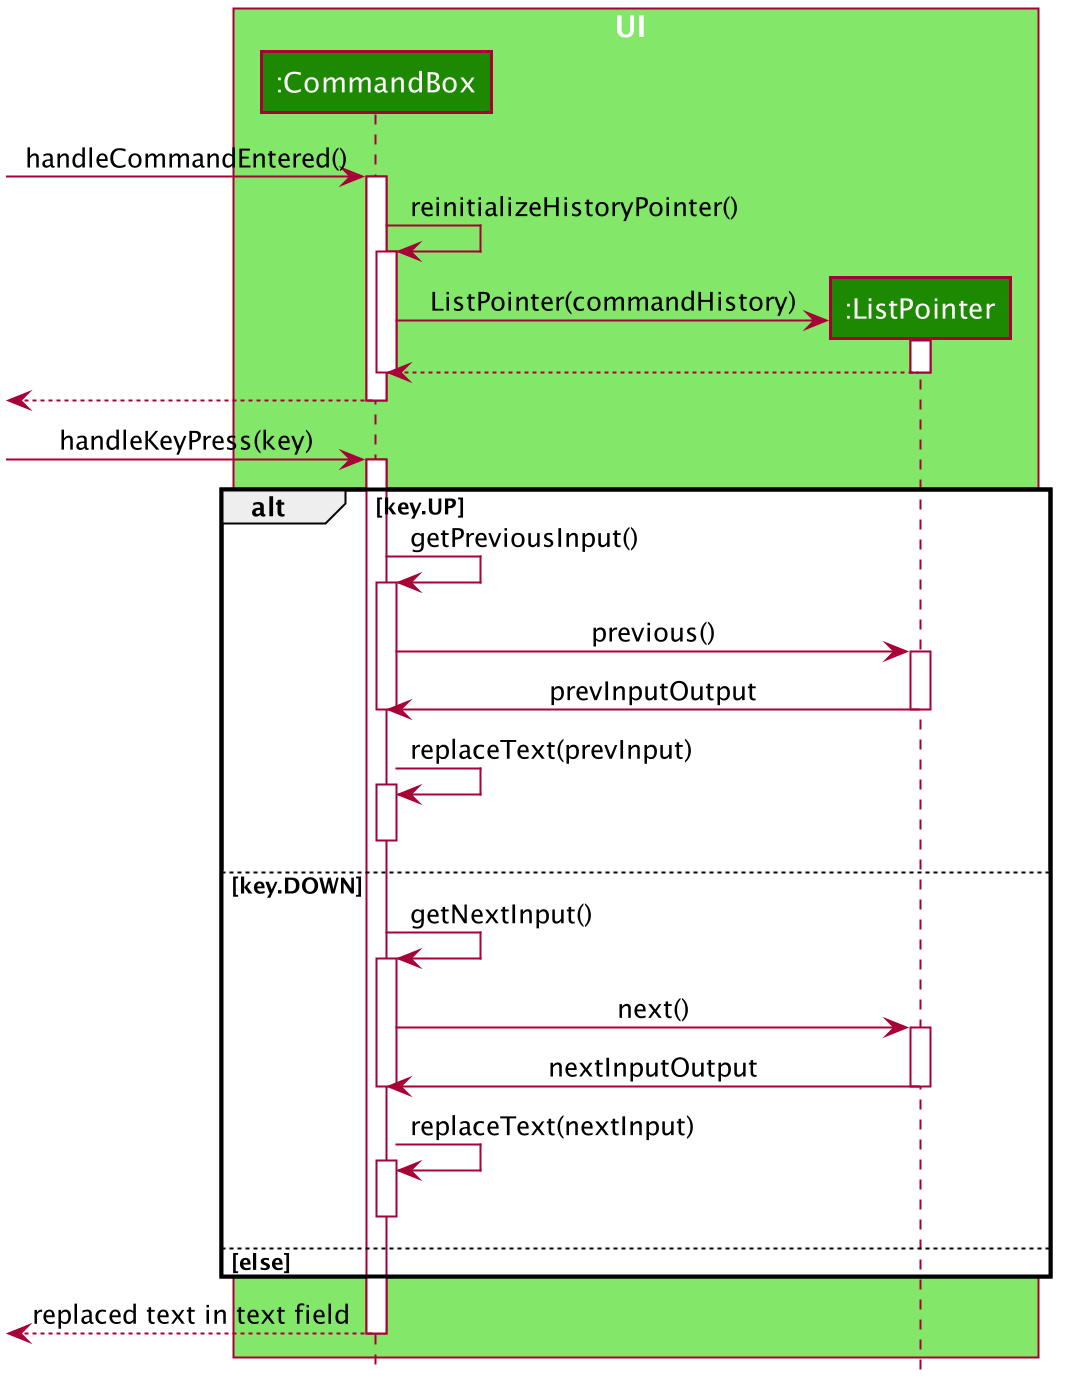 UI
:CommandBox
handleCommandEntered()
reinitializeHistoryPointer()
ListPointer(commandHistory)
:ListPointer
handleKeyPress(key)
alt
[key.UP]
getPreviousInput()
previous()
prevInputOutput
replaceText(prevInput)
[key.DOWN]
getNextInput()
next()
nextInputOutput
replaceText(nextInput)
[else]
replaced text in text field